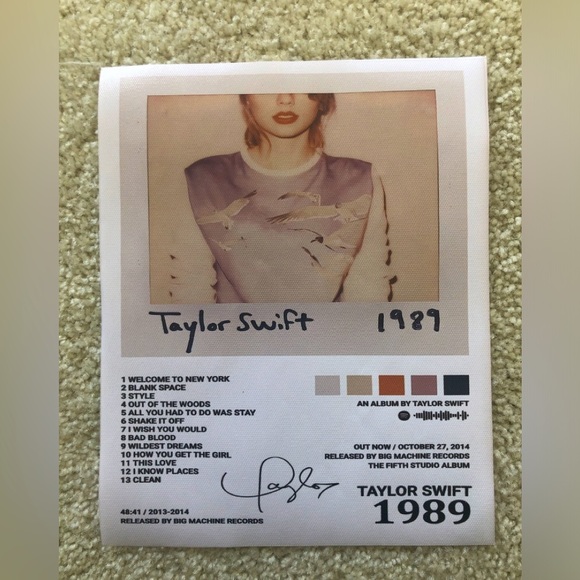 Taylor Swift 1989
1 WELCOME TO NEW YORK
2 BLANK SPACE
3 STYLE
4 OUT OF THE WOODS
5 ALL YOU HAD TO DO WAS STAY
6 SHAKE IT OFF
7 I WISH YOU WOULD
8 BAD BLOOD
9 WILDEST DREAMS
10 HOW YOU GET THE GIRL
11 THIS LOVE
12 I KNOW PLACES
13 CLEAN
48:41 / 2013-2014
RELEASED BY BIG MACHINE RECORDS
Taylor
AN ALBUM BY TAYLOR SWIFT
OUT NOW / OCTOBER 27, 2014
RELEASED BY BIG MACHINE RECORDS
THE FIFTH STUDIO ALBUM
TAYLOR SWIFT
1989